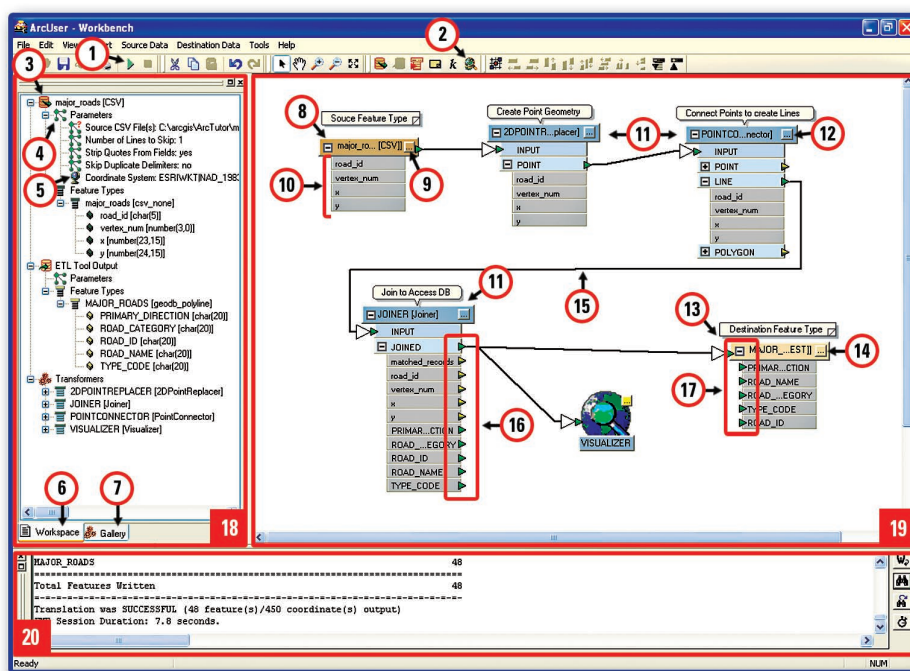 ArcUser - Workbench
File Edit View Source Data Destination Data Tools Help
1
2
3
major_roads [CSV]
Parameters
Source CSV File(s): C:\arcgis\ArcTutor\m
Number of Lines to Skip: 1
Strip Quotes From Fields: yes
Skip Duplicate Delimiters: no
Coordinate System: ESRIWKT|NAD_1983
Feature Types
major_roads [csv_none]
road_id [char(5)]
vertex_num [number(3,0)]
x [number(23,15)]
y [number(24,15)]
ETL Tool Output
Parameters
Feature Types
MAJOR_ROADS [geodb_polyline]
PRIMARY_DIRECTION [char(20)]
ROAD_CATEGORY [char(20)]
ROAD_ID [char(20)]
ROAD_NAME [char(20)]
TYPE_CODE [char(20)]
Transformers
2DPOINTREPLACER [2DPointReplacer]
JOINER [Joiner]
POINTCONNECTOR [PointConnector]
VISUALIZER [Visualizer]
4
5
6
7
Workspace
Gallery
18
8
Souce Feature Type
major_ro... [CSV]]
road_id
vertex_num
x
y
9
10
Create Point Geometry
2DPOINTR...placer]
INPUT
POINT
road_id
vertex_num
x
y
11
Connect Points to create Lines
POINTCO...nector]
INPUT
POINT
LINE
road_id
vertex_num
x
y
POLYGON
12
15
Join to Access DB
11
JOINER [Joiner]
INPUT
JOINED
matched_records
road_id
vertex_num
x
y
PRIMAR...CTION
ROAD_...EGORY
ROAD_ID
ROAD_NAME
TYPE_CODE
16
VISUALIZER
13
Destination Feature Type
MAJOR_...EST]]
PRIMAR...CTION
ROAD_NAME
ROAD_...EGORY
TYPE_CODE
ROAD_ID
14
17
19
MAJOR_ROADS 48
Total Features Written 48
Translation was SUCCESSFUL (48 feature(s)/450 coordinate(s) output)
Session Duration: 7.8 seconds.
20
Ready NUM